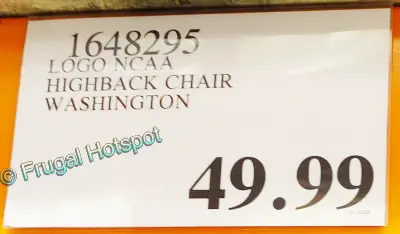 1648295
LOGO NCAA
HIGHBACK CHAIR
WASHINGTON
© Frugal Hotspot
49.99